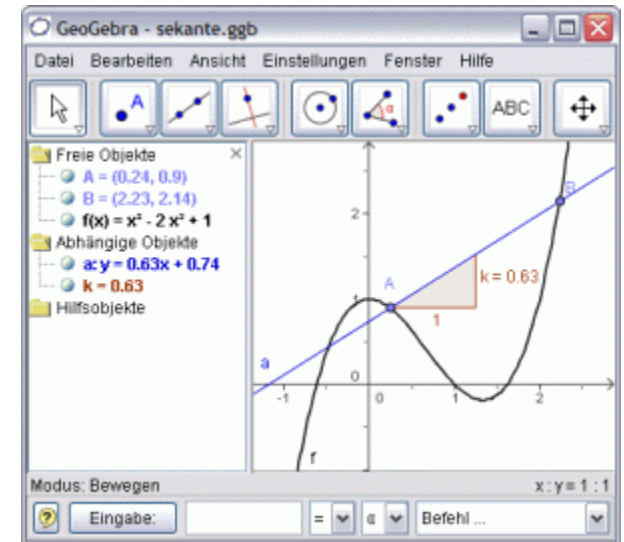 GeoGebra - sekante.ggb
Datei Bearbeiten Ansicht Einstellungen Fenster Hilfe
A
α
ABC
Freie Objekte
A = (0.24, 0.9)
B = (2.23, 2.14)
f(x) = x³ - 2 x² + 1
Abhängige Objekte
a: y = 0.63x + 0.74
k = 0.63
Hilfsobjekte
B
2
A
k = 0.63
1
1
a
0
-1
0
1
2
f
Modus: Bewegen
x : y = 1 : 1
Eingabe:
=
α
Befehl ...